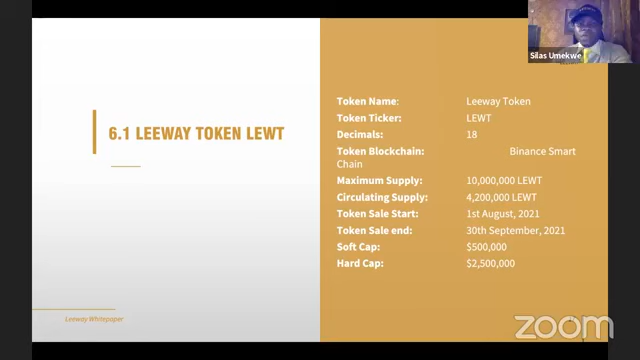 Silas Umekwe
6.1 LEEWAY TOKEN LEWT
Token Name: Leeway Token
Token Ticker: LEWT
Decimals: 18
Token Blockchain: Binance Smart
Chain
Maximum Supply: 10,000,000 LEWT
Circulating Supply: 4,200,000 LEWT
Token Sale Start: 1st August, 2021
Token Sale end: 30th September, 2021
Soft Cap: $500,000
Hard Cap: $2,500,000
Leeway Whitepaper
zoom